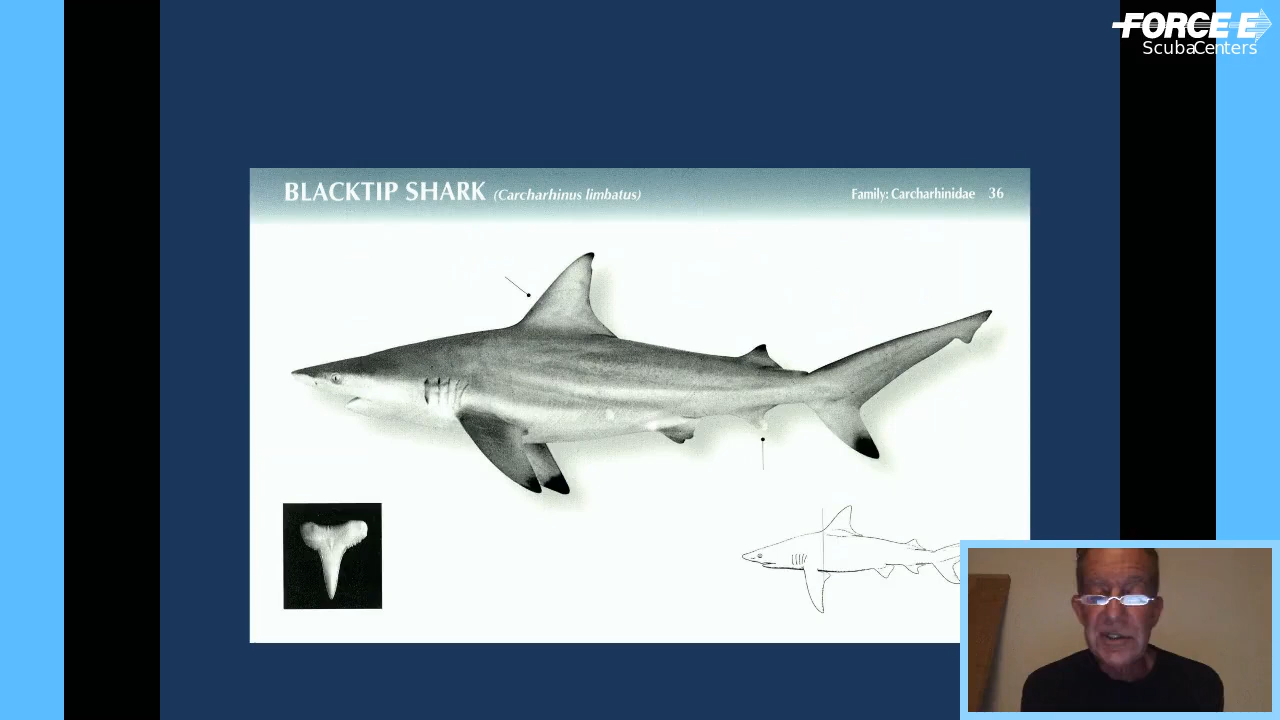 FORCE-E
ScubaCenters
BLACKTIP SHARK (Carcharhinus limbatus)
Family: Carcharhinidae 36